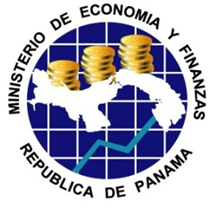 MINISTERIO DE ECONOMIA Y FINANZAS
REPUBLICA DE PANAMA